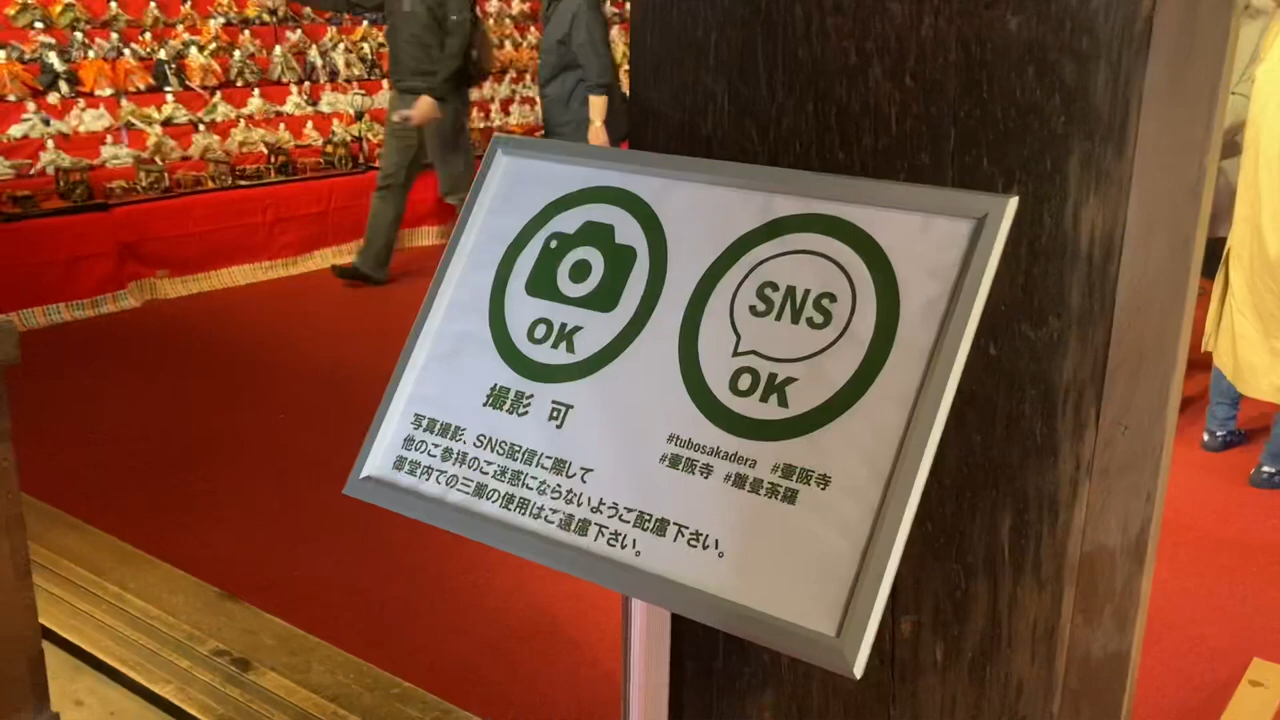 OK
撮影 可
写真撮影、SNS配信に際して
他のご参拝のご迷惑にならないようご配慮下さい。
御堂内での三脚の使用はご遠慮下さい。
SNS
OK
#tubosakadera #壷阪寺
#壷阪寺 #雛曼荼羅